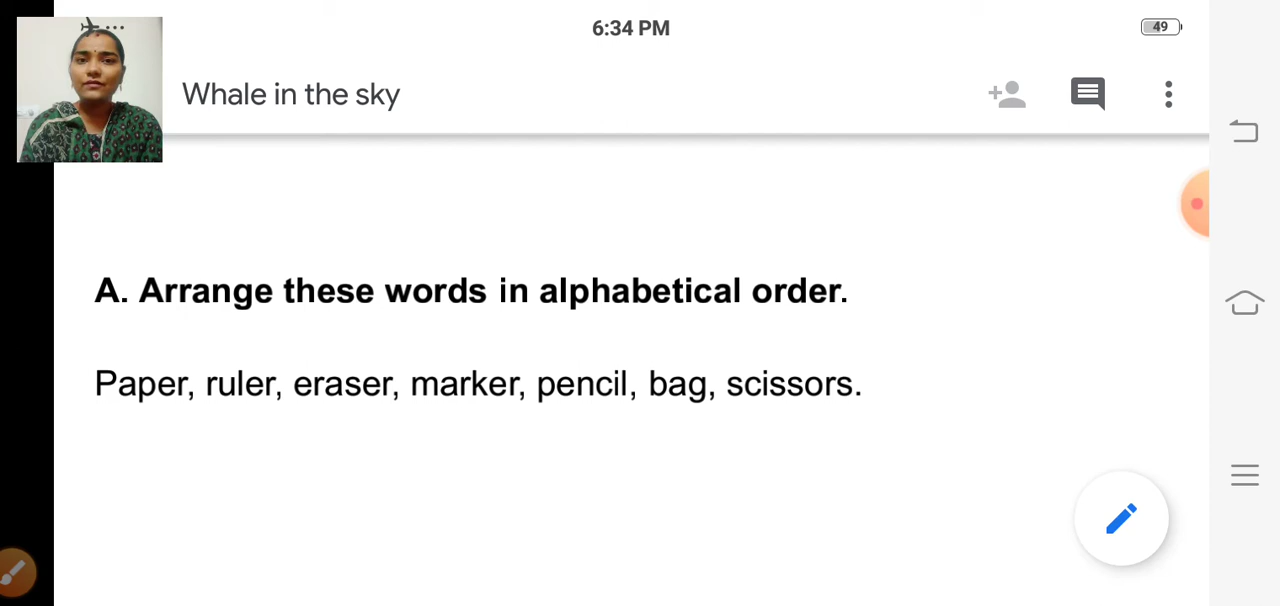 6:34 PM
49
Whale in the sky
A. Arrange these words in alphabetical order.
Paper, ruler, eraser, marker, pencil, bag, scissors.